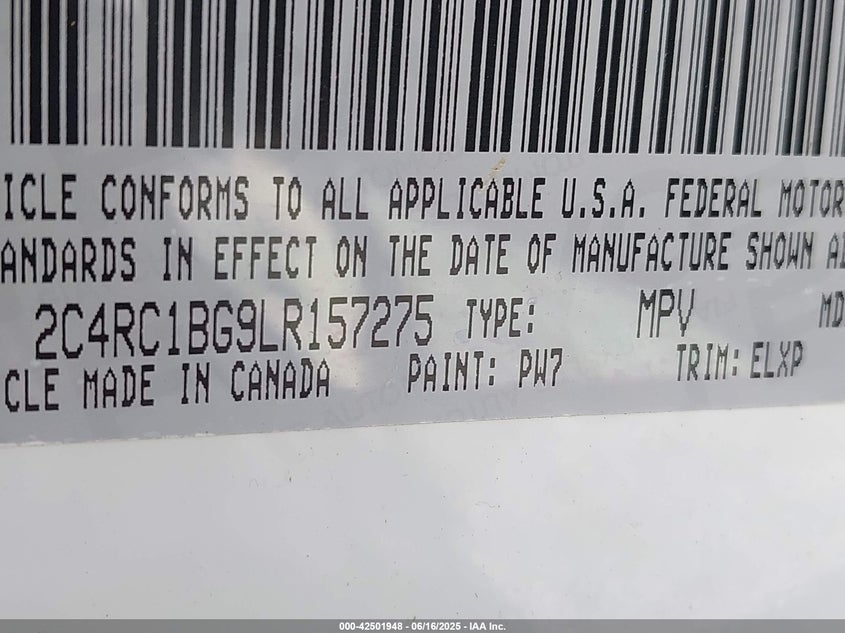 ICLE CONFORMS TO ALL APPLICABLE U.S.A. FEDERAL MOTOR
ANDARDS IN EFFECT ON THE DATE OF MANUFACTURE SHOWN A
2C4RC1BG9LR157275 TYPE: MPV MD
CLE MADE IN CANADA PAINT: PW7 TRIM: ELXP
000-42501948 - 06/16/2025 - IAA Inc.